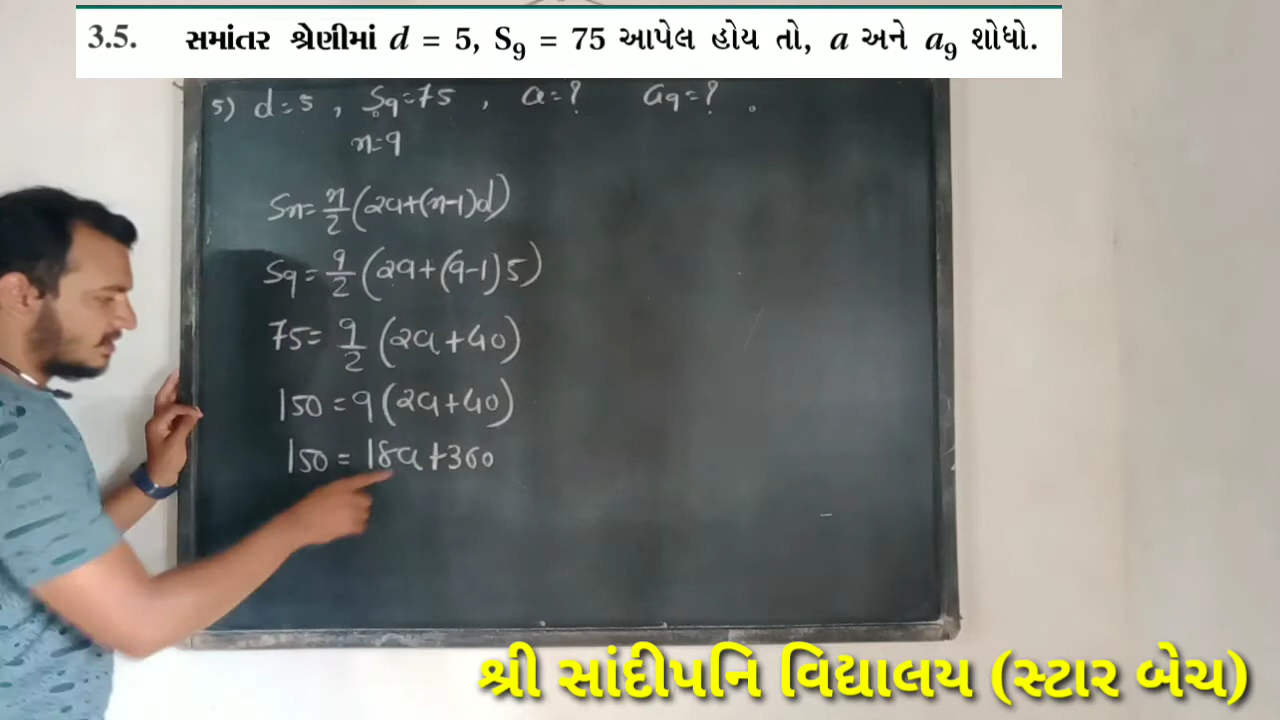 3.5. સમાંતર શ્રેણીમાં d = 5, S₉ = 75 આપેલ હોય તો, a અને a₉ શોધો.
5) d=5 , S₉=75 , a=? a₉=? .
n=9
Sn=n/2(2a+(n-1)d)
S₉=9/2(2a+(9-1)5)
75=9/2(2a+40)
150=9(2a+40)
150=18a+360
શ્રી સાંદીપનિ વિદ્યાલય (સ્ટાર બેચ)